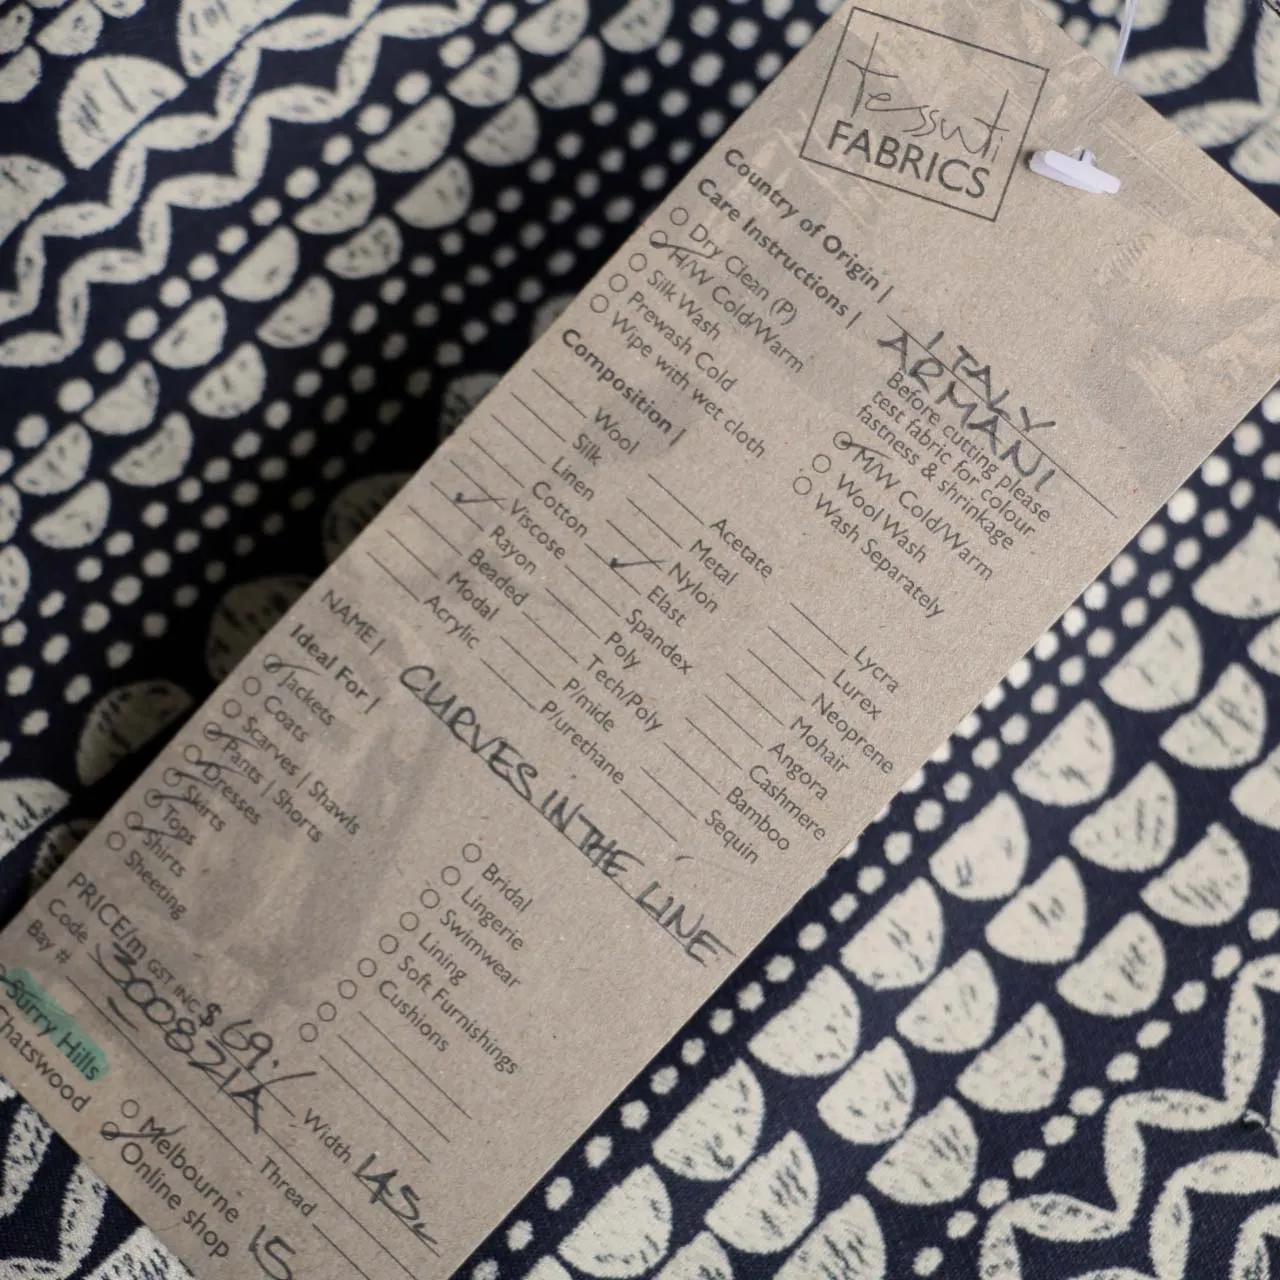 tessuti
FABRICS
Country of Origin | ITALY
Care Instructions | ARMANI
Dry Clean (P)
H/W Cold/Warm
Silk Wash
Prewash Cold
Wipe with wet cloth
Before cutting please
test fabric for colour
fastness & shrinkage
M/W Cold/Warm
Wool Wash
Wash Separately
Composition |
Wool
Silk
Linen
Cotton
Viscose
Rayon
Beaded
Modal
Acrylic
Acetate
Metal
Nylon
Elast
Spandex
Poly
Tech/Poly
P/mide
P/urethane
Lycra
Lurex
Neoprene
Mohair
Angora
Cashmere
Bamboo
Sequin
NAME | CURVES IN THE LINE
Ideal For |
Jackets
Coats
Scarves | Shawls
Pants | Shorts
Dresses
Skirts
Tops
Shirts
Sheeting
Bridal
Lingerie
Swimwear
Lining
Soft Furnishings
Cushions
PRICE/m GST INC $ 69.
Code 300821A Width 145
Bay # Thread 15
Surry Hills
Chatswood
Melbourne
Online shop